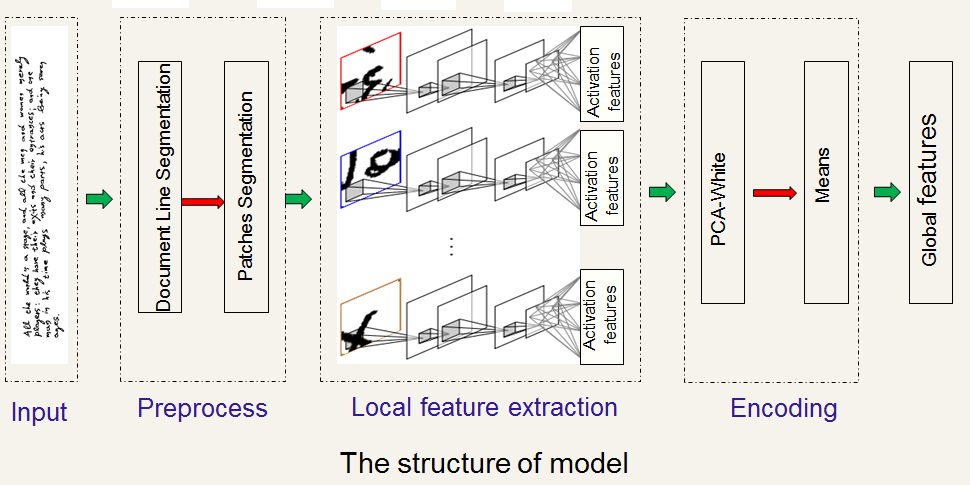 All the world's a stage, and all the men and women merely
players: they have their exits and their entrances; and one
man in his time plays many parts, his acts being seven
ages.
Document Line Segmentation
Patches Segmentation
Activation
features
Activation
features
...
Activation
features
PCA-White
Means
Global features
Input
Preprocess
Local feature extraction
Encoding
The structure of model